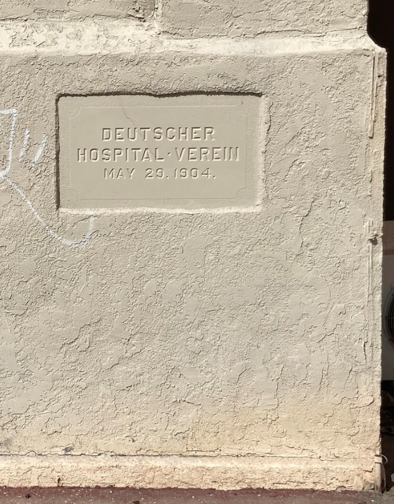 DEUTSCHER
HOSPITAL·VEREIN
MAY 29.1904.